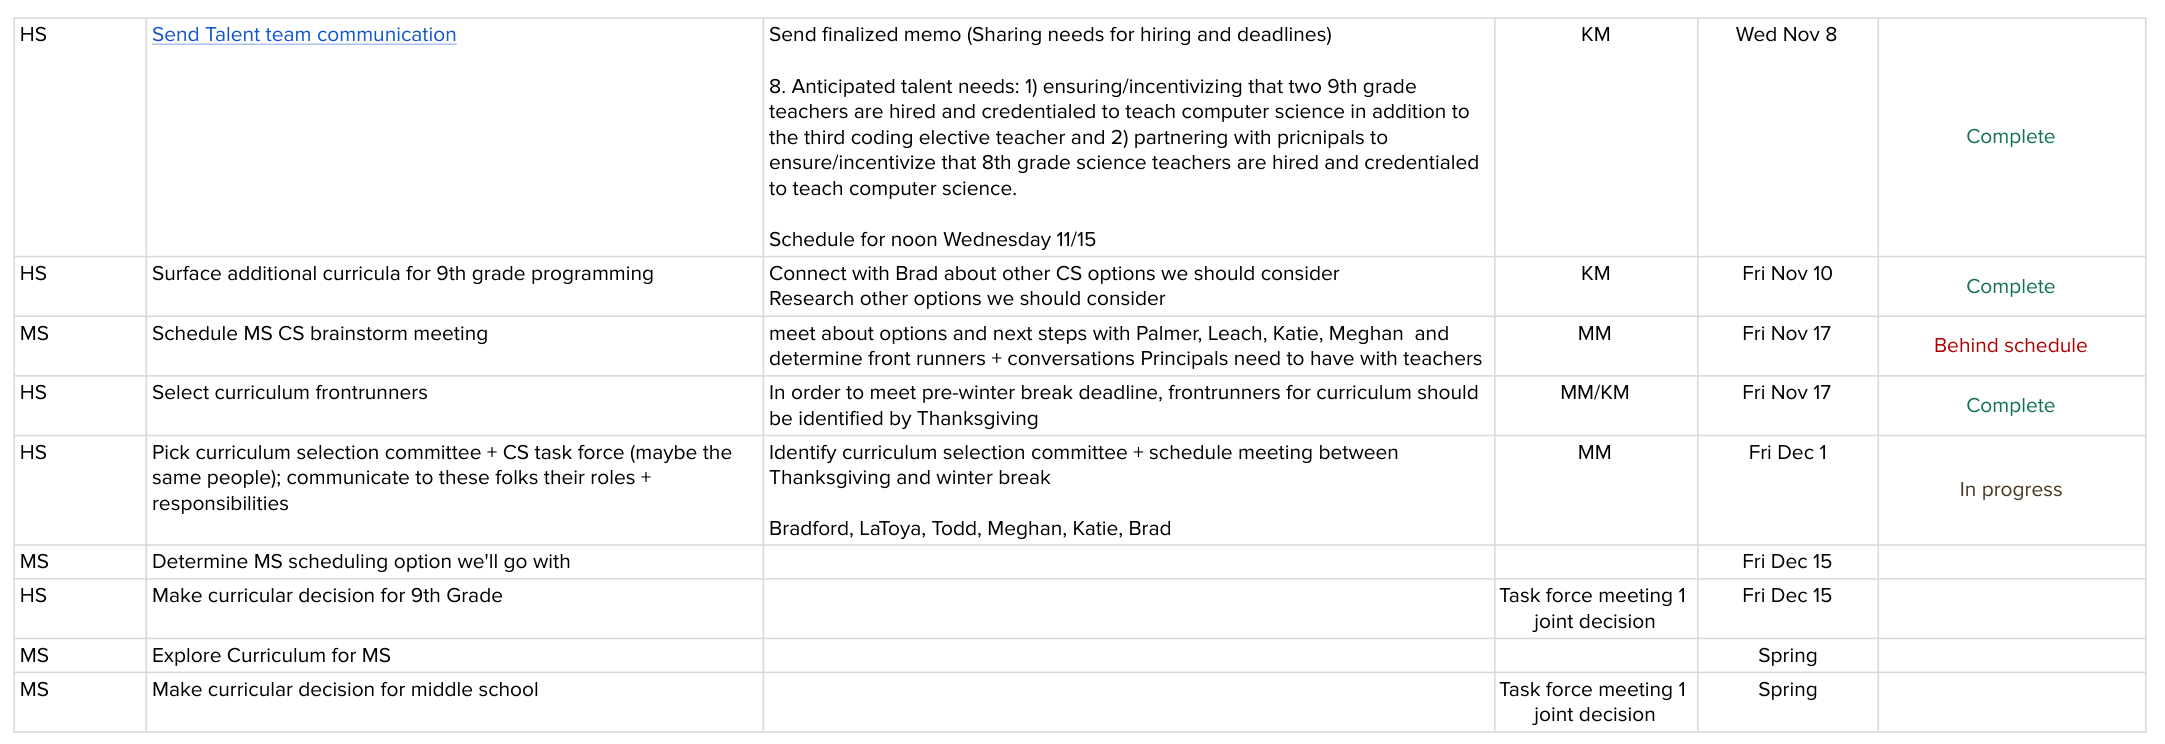 HS
Send Talent team communication
Send finalized memo (Sharing needs for hiring and deadlines)
8. Anticipated talent needs: 1) ensuring/incentivizing that two 9th grade
teachers are hired and credentialed to teach computer science in addition to
the third coding elective teacher and 2) partnering with pricnipals to
ensure/incentivize that 8th grade science teachers are hired and credentialed
to teach computer science.
Schedule for noon Wednesday 11/15
KM
Wed Nov 8
Complete
HS
Surface additional curricula for 9th grade programming
Connect with Brad about other CS options we should consider
Research other options we should consider
KM
Fri Nov 10
Complete
MS
Schedule MS CS brainstorm meeting
meet about options and next steps with Palmer, Leach, Katie, Meghan  and
determine front runners + conversations Principals need to have with teachers
MM
Fri Nov 17
Behind schedule
HS
Select curriculum frontrunners
In order to meet pre-winter break deadline, frontrunners for curriculum should
be identified by Thanksgiving
MM/KM
Fri Nov 17
Complete
HS
Pick curriculum selection committee + CS task force (maybe the
same people); communicate to these folks their roles +
responsibilities
Identify curriculum selection committee + schedule meeting between
Thanksgiving and winter break
Bradford, LaToya, Todd, Meghan, Katie, Brad
MM
Fri Dec 1
In progress
MS
Determine MS scheduling option we'll go with
Fri Dec 15
HS
Make curricular decision for 9th Grade
Task force meeting 1
joint decision
Fri Dec 15
MS
Explore Curriculum for MS
Spring
MS
Make curricular decision for middle school
Task force meeting 1
joint decision
Spring